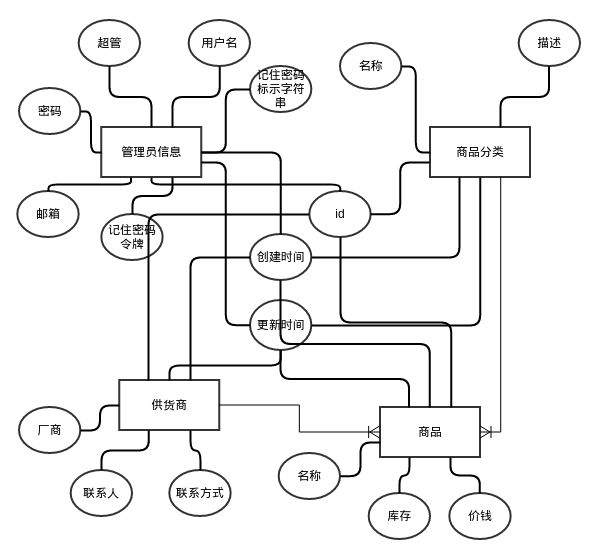 超管
用户名
描述
名称
记住密码
标示字符
串
密码
管理员信息
商品分类
邮箱
记住密码
令牌
id
创建时间
更新时间
供货商
厂商
商品
名称
联系人
联系方式
库存
价钱